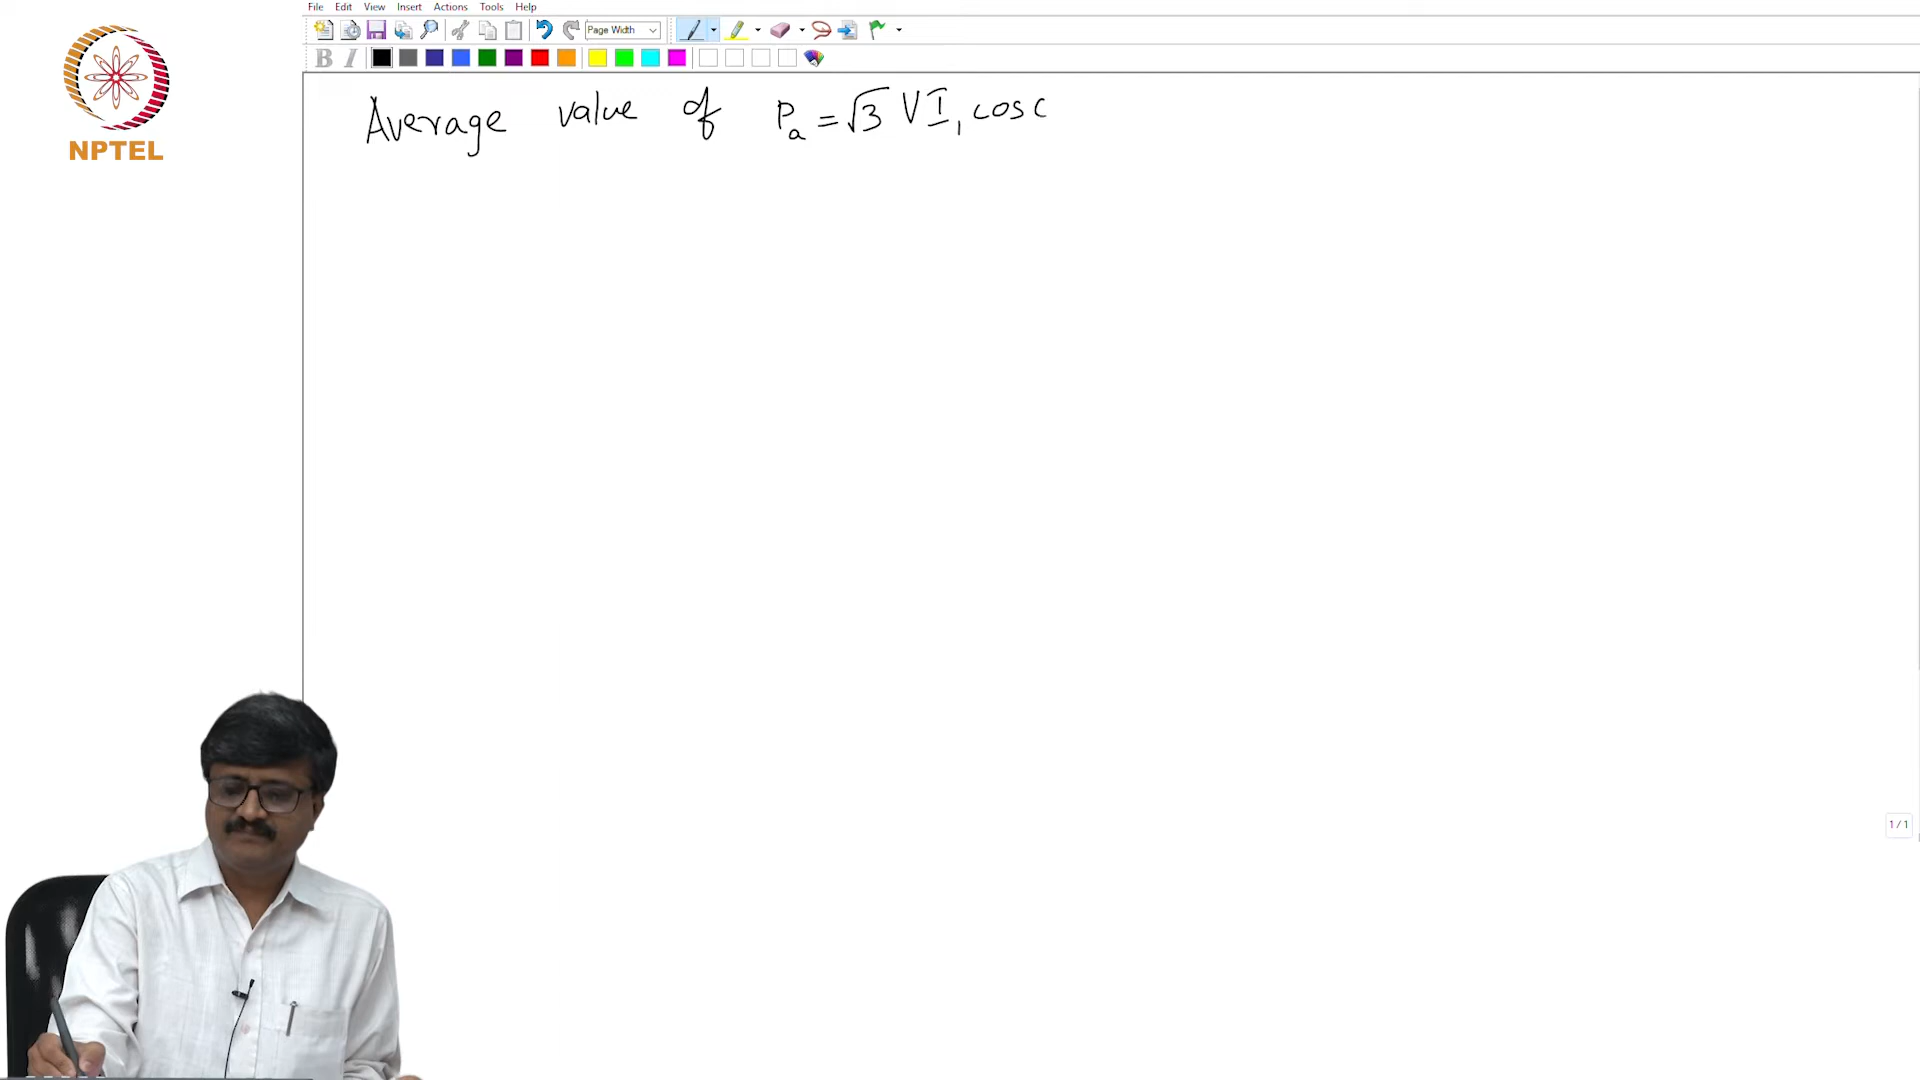 File Edit View Insert Actions Tools Help
Page Width
B I
NPTEL
Average value of Pₐ = √3 V I₁ cos c
1 / 1